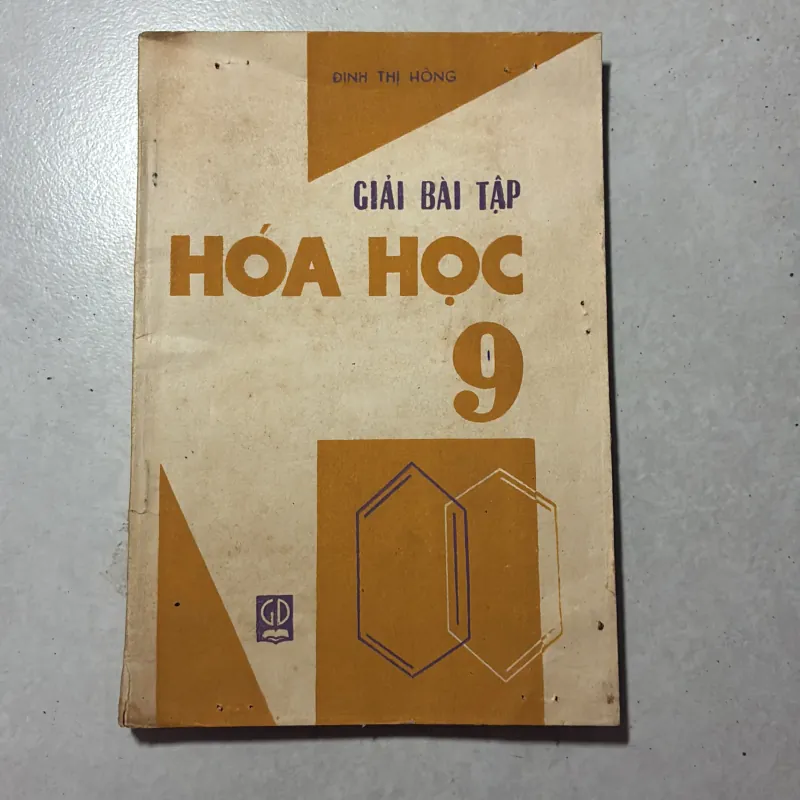 ĐINH THỊ HỒNG
GIẢI BÀI TẬP
HÓA HỌC
9
GD